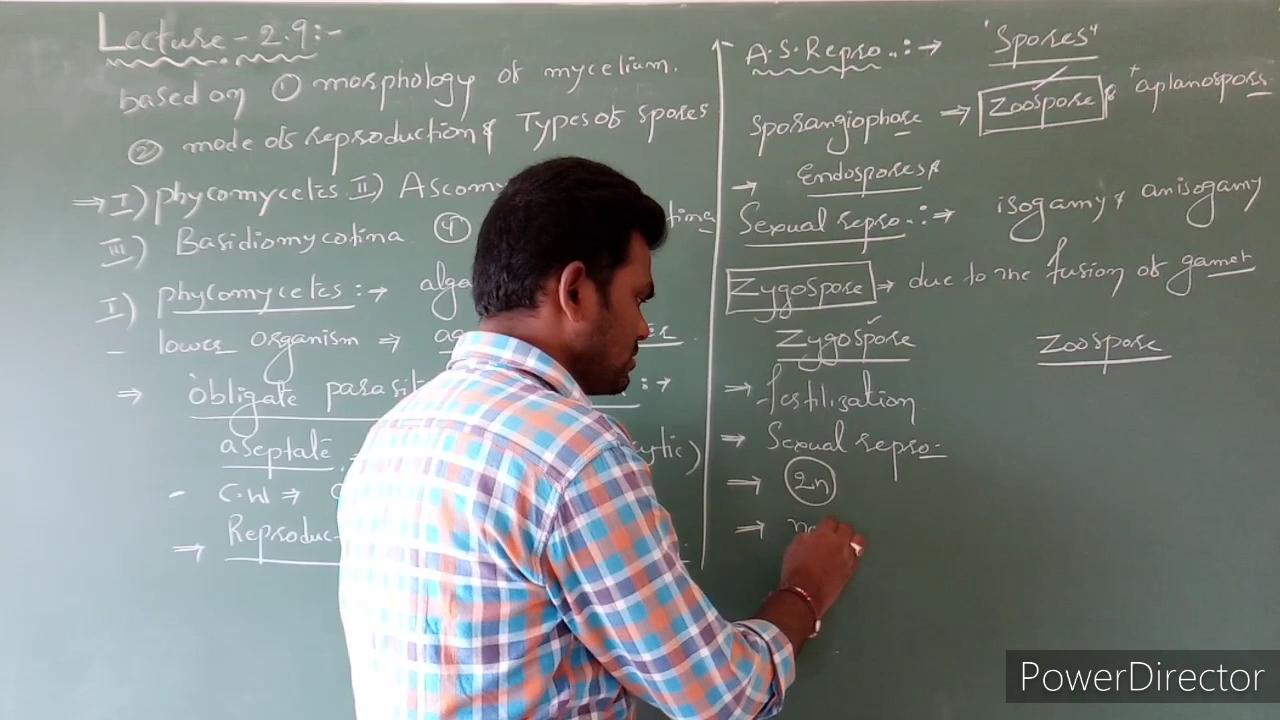 Lecture - 2.9:-
based on ① morphology of mycelium.
② mode of reproduction & Types of spores
⇒ I) phycomycetes. II) Ascomy
III) Basidiomycotina ④ tina
I) phycomycetes :→ alga
- lower organism ⇒
⇒ obligate parasit :→
aseptate
- C.W ⇒
⇒ Reproduc
A.S. Repro..:→ "Spores"
Sporangiophore ⇒ Zoospore & aplanospores
→ Endospores
Sexual repro..:→ isogamy & anisogamy
Zygospore → due to the fusion of gamet
Zygospore Zoospore
⇒ fertilization
⇒ Sexual repro-
⇒ 2n
⇒
PowerDirector